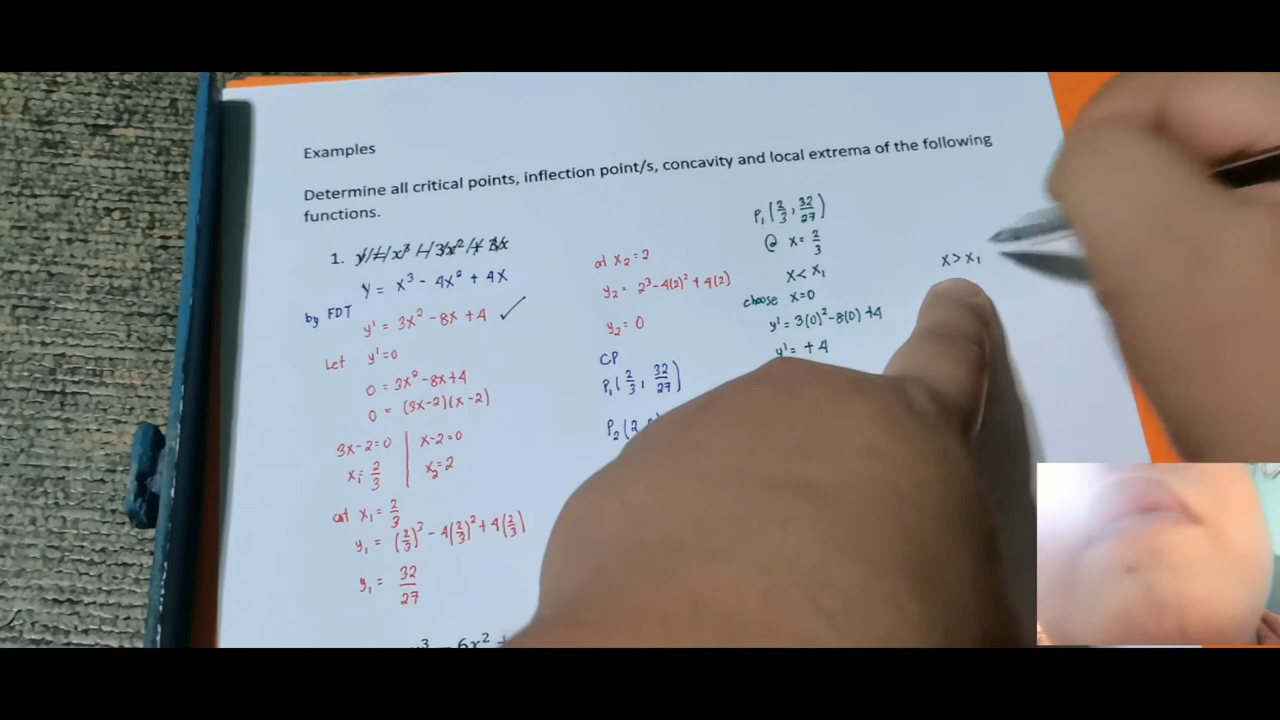 Examples
Determine all critical points, inflection point/s, concavity and local extrema of the following
functions.
1.
y = x³ - 4x² + 4x
by FDT
y' = 3x² - 8x + 4 ✓
Let y' = 0
0 = 3x² - 8x + 4
0 = (3x-2)(x-2)
3x-2=0 | x-2=0
x₁ = 2/3 | x₂ = 2
at x₁ = 2/3
y₁ = (2/3)³ - 4(2/3)² + 4(2/3)
y₁ = 32/27
at x₂ = 2
y₂ = 2³ - 4(2)² + 4(2)
y₂ = 0
CP
P₁(2/3, 32/27)
P₂(2,
P₁(2/3, 32/27)
@ x = 2/3
x < x₁
choose x=0
y' = 3(0)² - 8(0) + 4
y' = +4
x > x₁
6x²